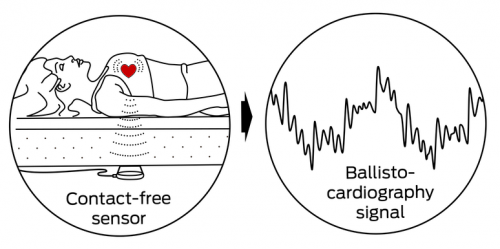 Contact-free
sensor
Ballisto-
cardiography
signal